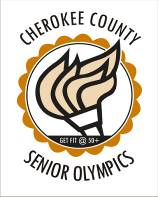 CHEROKEE COUNTY
GET FIT @ 50+
SENIOR OLYMPICS